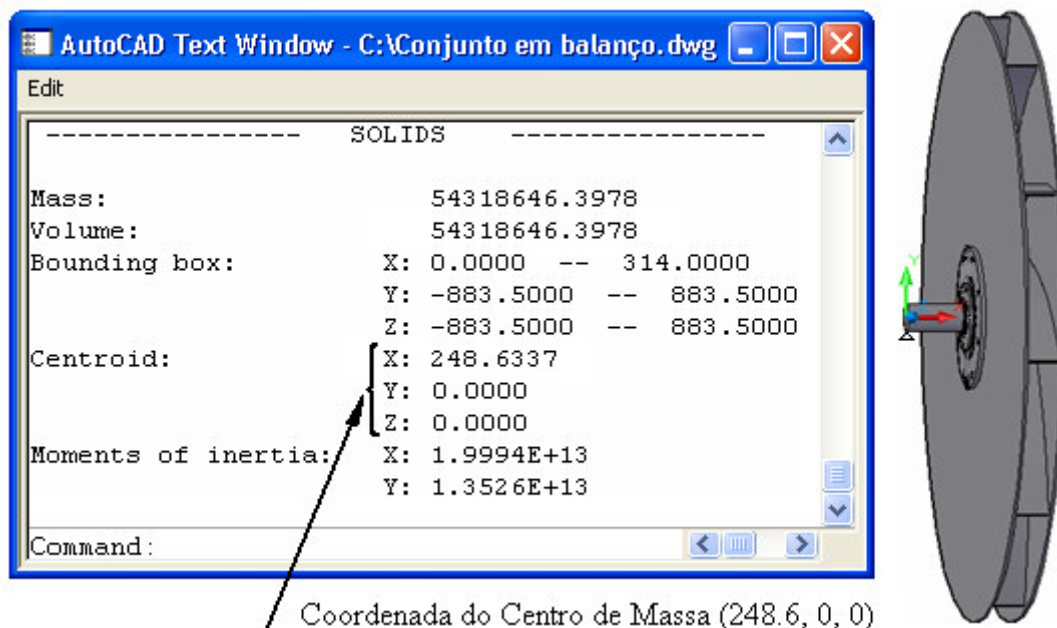 AutoCAD Text Window - C:\Conjunto em balanço.dwg
Edit
---------------- SOLIDS ----------------
Mass: 54318646.3978
Volume: 54318646.3978
Bounding box: X: 0.0000 -- 314.0000
Y: -883.5000 -- 883.5000
Z: -883.5000 -- 883.5000
Centroid: X: 248.6337
Y: 0.0000
Z: 0.0000
Moments of inertia: X: 1.9994E+13
Y: 1.3526E+13
Command:
Coordenada do Centro de Massa (248.6, 0, 0)
Y